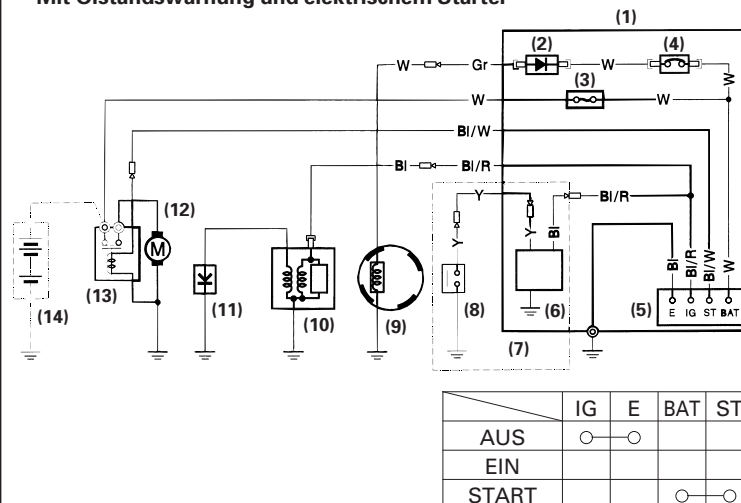 Mit Ölstandswarnung und elektrischem Starter
(1)
(2)
(4)
W
Gr
W
(3)
W
W
W
Bl/W
Bl
Bl/R
Y
Bl/R
(12)
M
Y
Y
Bl
Bl
Bl/R
Bl/W
W
(13)
(14)
(11)
(10)
(9)
(8)
(6)
(7)
(5)
E IG ST BAT
IG E BAT ST
AUS
EIN
START